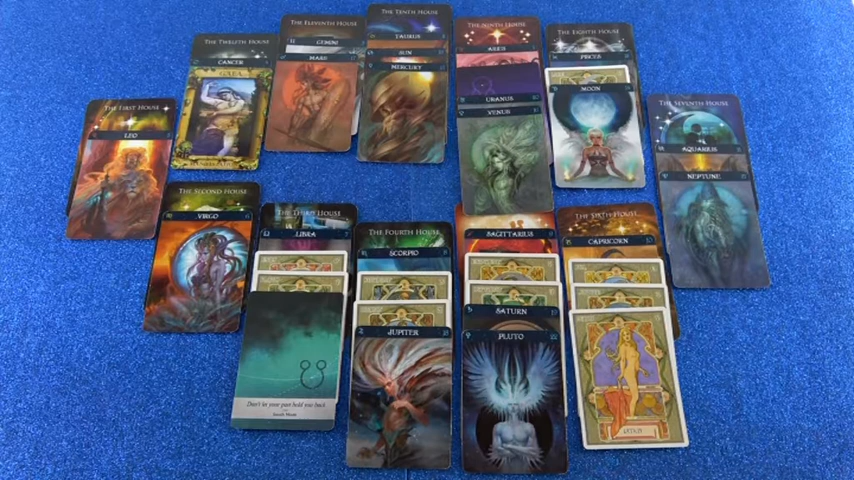 THE TWELFTH HOUSE
CANCER
THE ELEVENTH HOUSE
GEMINI
MARS
THE TENTH HOUSE
TAURUS
SUN
MERCURY
THE NINTH HOUSE
ARIES
URANUS
VENUS
THE EIGHTH HOUSE
PISCES
MOON
THE FIRST HOUSE
LEO
THE SEVENTH HOUSE
AQUARIUS
NEPTUNE
THE SECOND HOUSE
VIRGO
THE THIRD HOUSE
LIBRA
Don't let your past hold you back
South Node
THE FOURTH HOUSE
SCORPIO
JUPITER
SAGITTARIUS
SATURN
PLUTO
THE SIXTH HOUSE
CAPRICORN